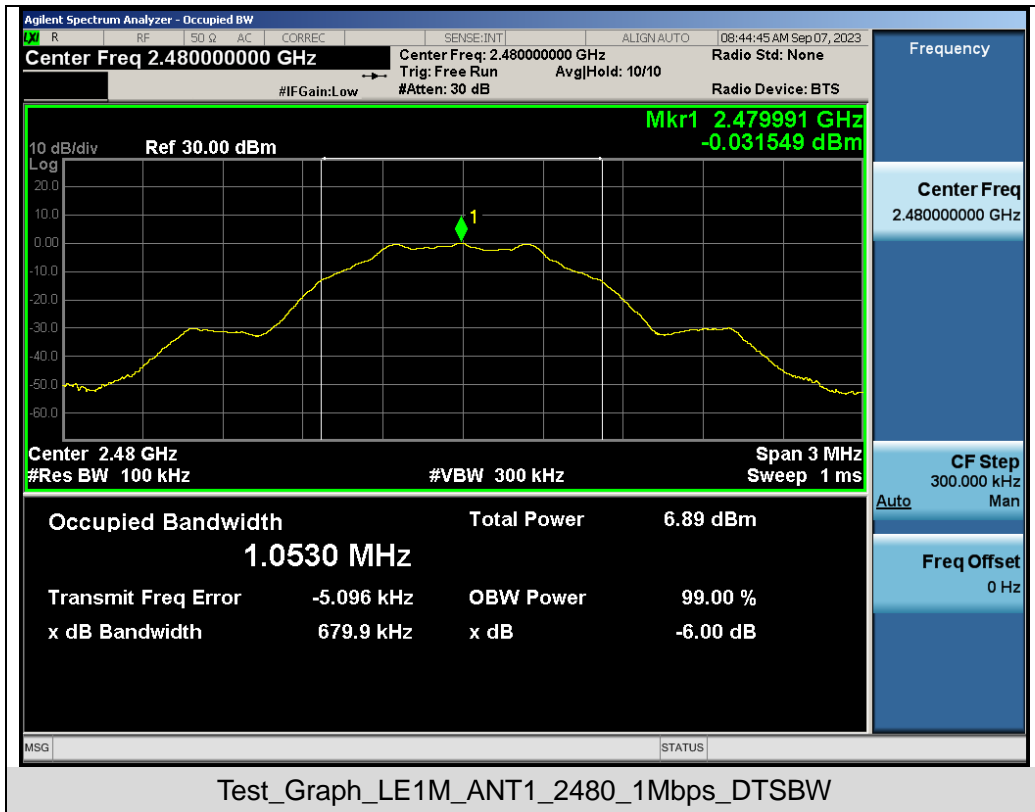 Agilent Spectrum Analyzer - Occupied BW
LXI R RF 50 Ω AC CORREC SENSE:INT ALIGN AUTO 08:44:45 AM Sep 07, 2023
Center Freq 2.480000000 GHz
Center Freq: 2.480000000 GHz
Radio Std: None
Trig: Free Run Avg|Hold: 10/10
#IFGain:Low #Atten: 30 dB Radio Device: BTS
Mkr1 2.479991 GHz
-0.031549 dBm
10 dB/div Ref 30.00 dBm
Log
20.0
10.0
0.00
-10.0
-20.0
-30.0
-40.0
-50.0
-60.0
1
Center 2.48 GHz Span 3 MHz
#Res BW 100 kHz #VBW 300 kHz Sweep 1 ms
Occupied Bandwidth Total Power 6.89 dBm
1.0530 MHz
Transmit Freq Error -5.096 kHz OBW Power 99.00 %
x dB Bandwidth 679.9 kHz x dB -6.00 dB
MSG STATUS
Frequency
Center Freq
2.480000000 GHz
CF Step
300.000 kHz
Auto Man
Freq Offset
0 Hz
Test_Graph_LE1M_ANT1_2480_1Mbps_DTSBW